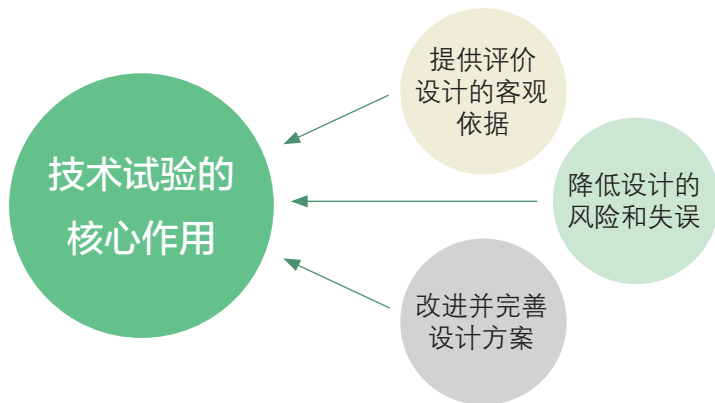 技术试验的
核心作用
提供评价
设计的客观
依据
降低设计的
风险和失误
改进并完善
设计方案